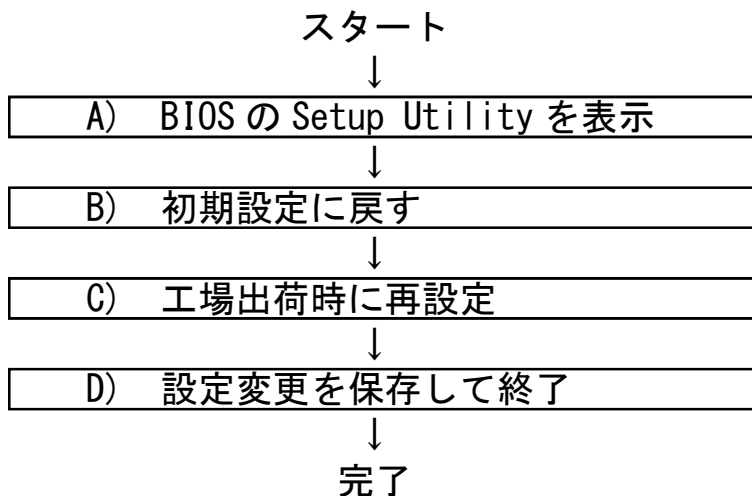 スタート
↓
A) BIOS の Setup Utility を表示
↓
B) 初期設定に戻す
↓
C) 工場出荷時に再設定
↓
D) 設定変更を保存して終了
↓
完了